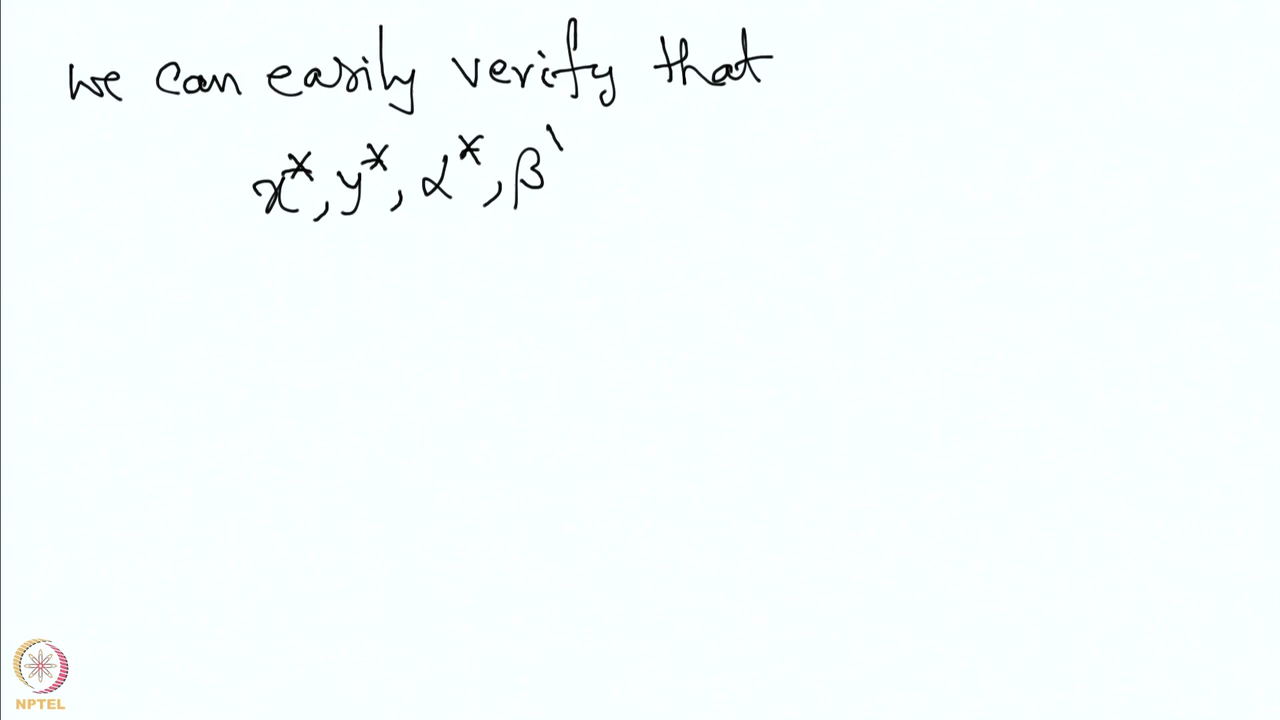 we can easily verify that
x*, y*, α*, β'
NPTEL